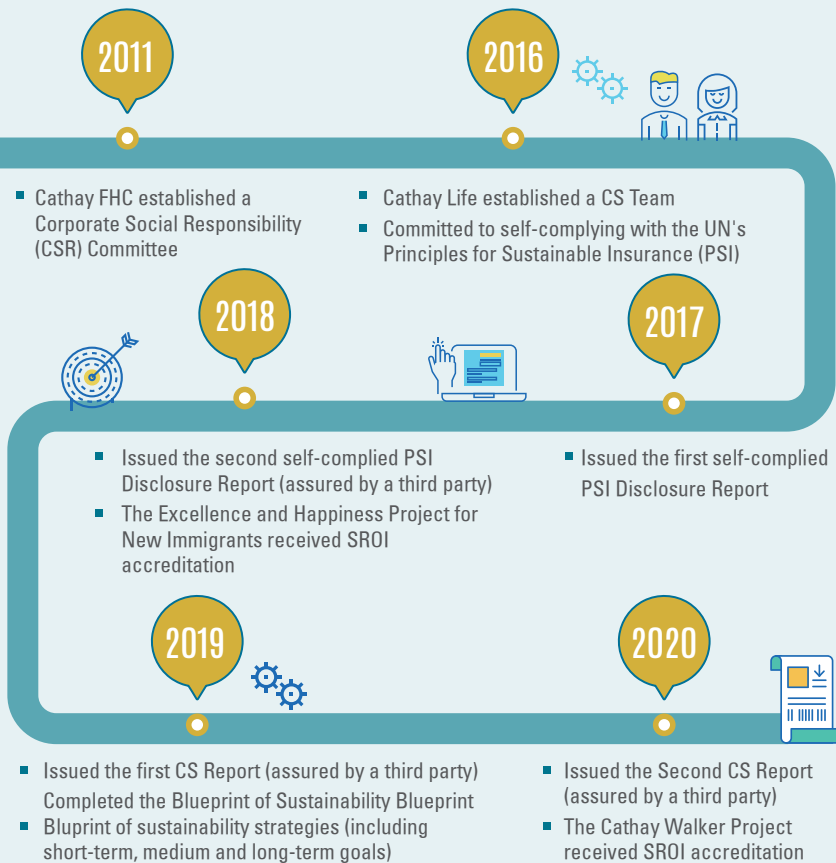 2011
■ Cathay FHC established a
Corporate Social Responsibility
(CSR) Committee
2016
■ Cathay Life established a CS Team
■ Committed to self-complying with the UN's
Principles for Sustainable Insurance (PSI)
2017
■ Issued the first self-complied
PSI Disclosure Report
2018
■ Issued the second self-complied PSI
Disclosure Report (assured by a third party)
■ The Excellence and Happiness Project for
New Immigrants received SROI
accreditation
2019
■ Issued the first CS Report (assured by a third party)
Completed the Blueprint of Sustainability Blueprint
■ Bluprint of sustainability strategies (including
short-term, medium and long-term goals)
2020
■ Issued the Second CS Report
(assured by a third party)
■ The Cathay Walker Project
received SROI accreditation